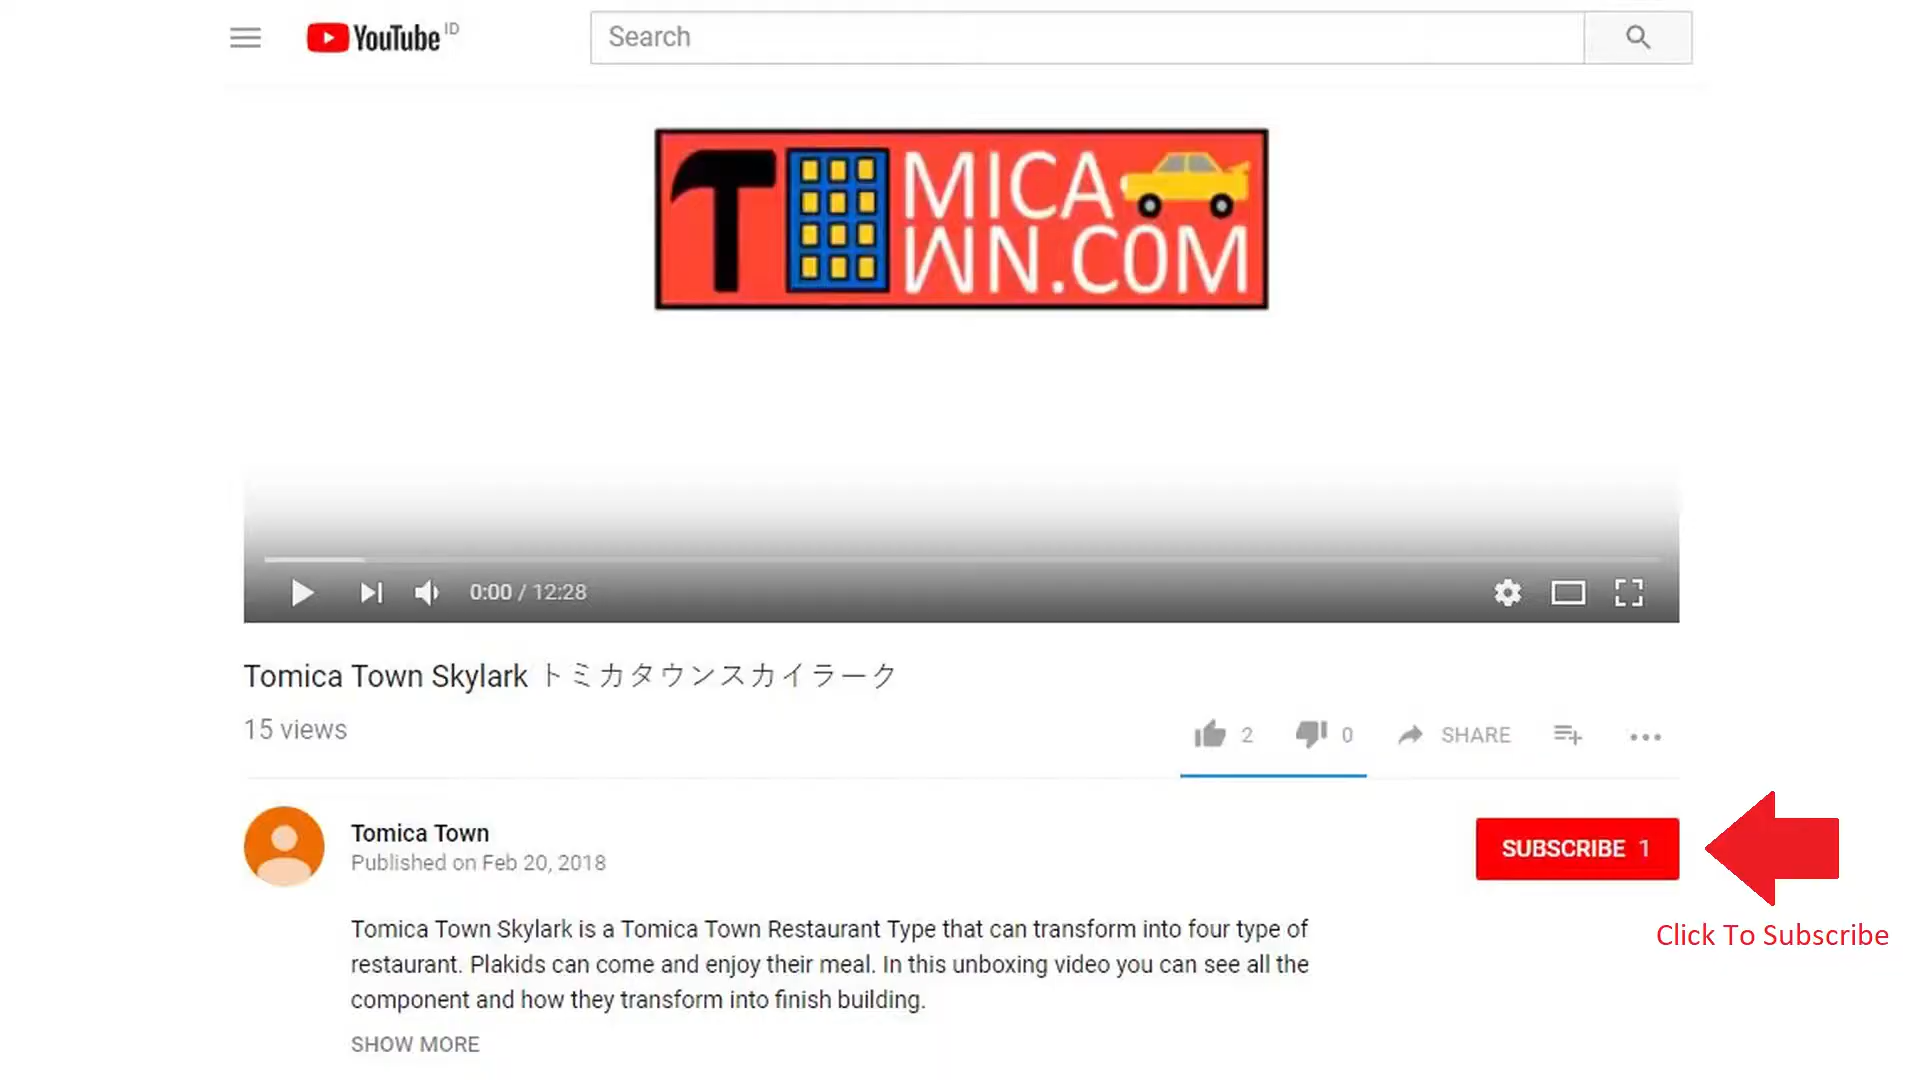 YouTube ID
Search
TOMICA
TOWN.COM
0:00 / 12:28
Tomica Town Skylark トミカタウンスカイラーク
15 views
2 0 SHARE
Tomica Town
Published on Feb 20, 2018
SUBSCRIBE 1
Click To Subscribe
Tomica Town Skylark is a Tomica Town Restaurant Type that can transform into four type of
restaurant. Plakids can come and enjoy their meal. In this unboxing video you can see all the
component and how they transform into finish building.
SHOW MORE